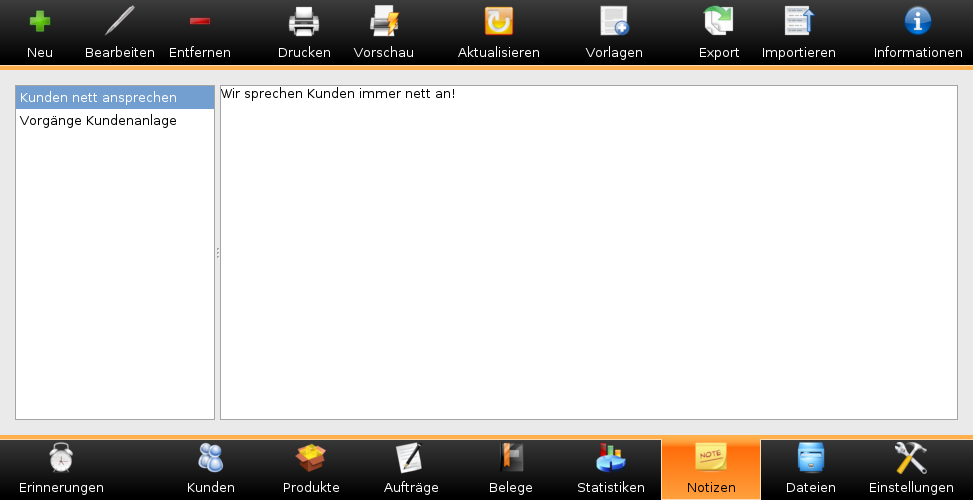 Neu Bearbeiten Entfernen Drucken Vorschau Aktualisieren Vorlagen Export Importieren Informationen
Kunden nett ansprechen
Vorgänge Kundenanlage
Wir sprechen Kunden immer nett an!
NOTE
Erinnerungen Kunden Produkte Aufträge Belege Statistiken Notizen Dateien Einstellungen